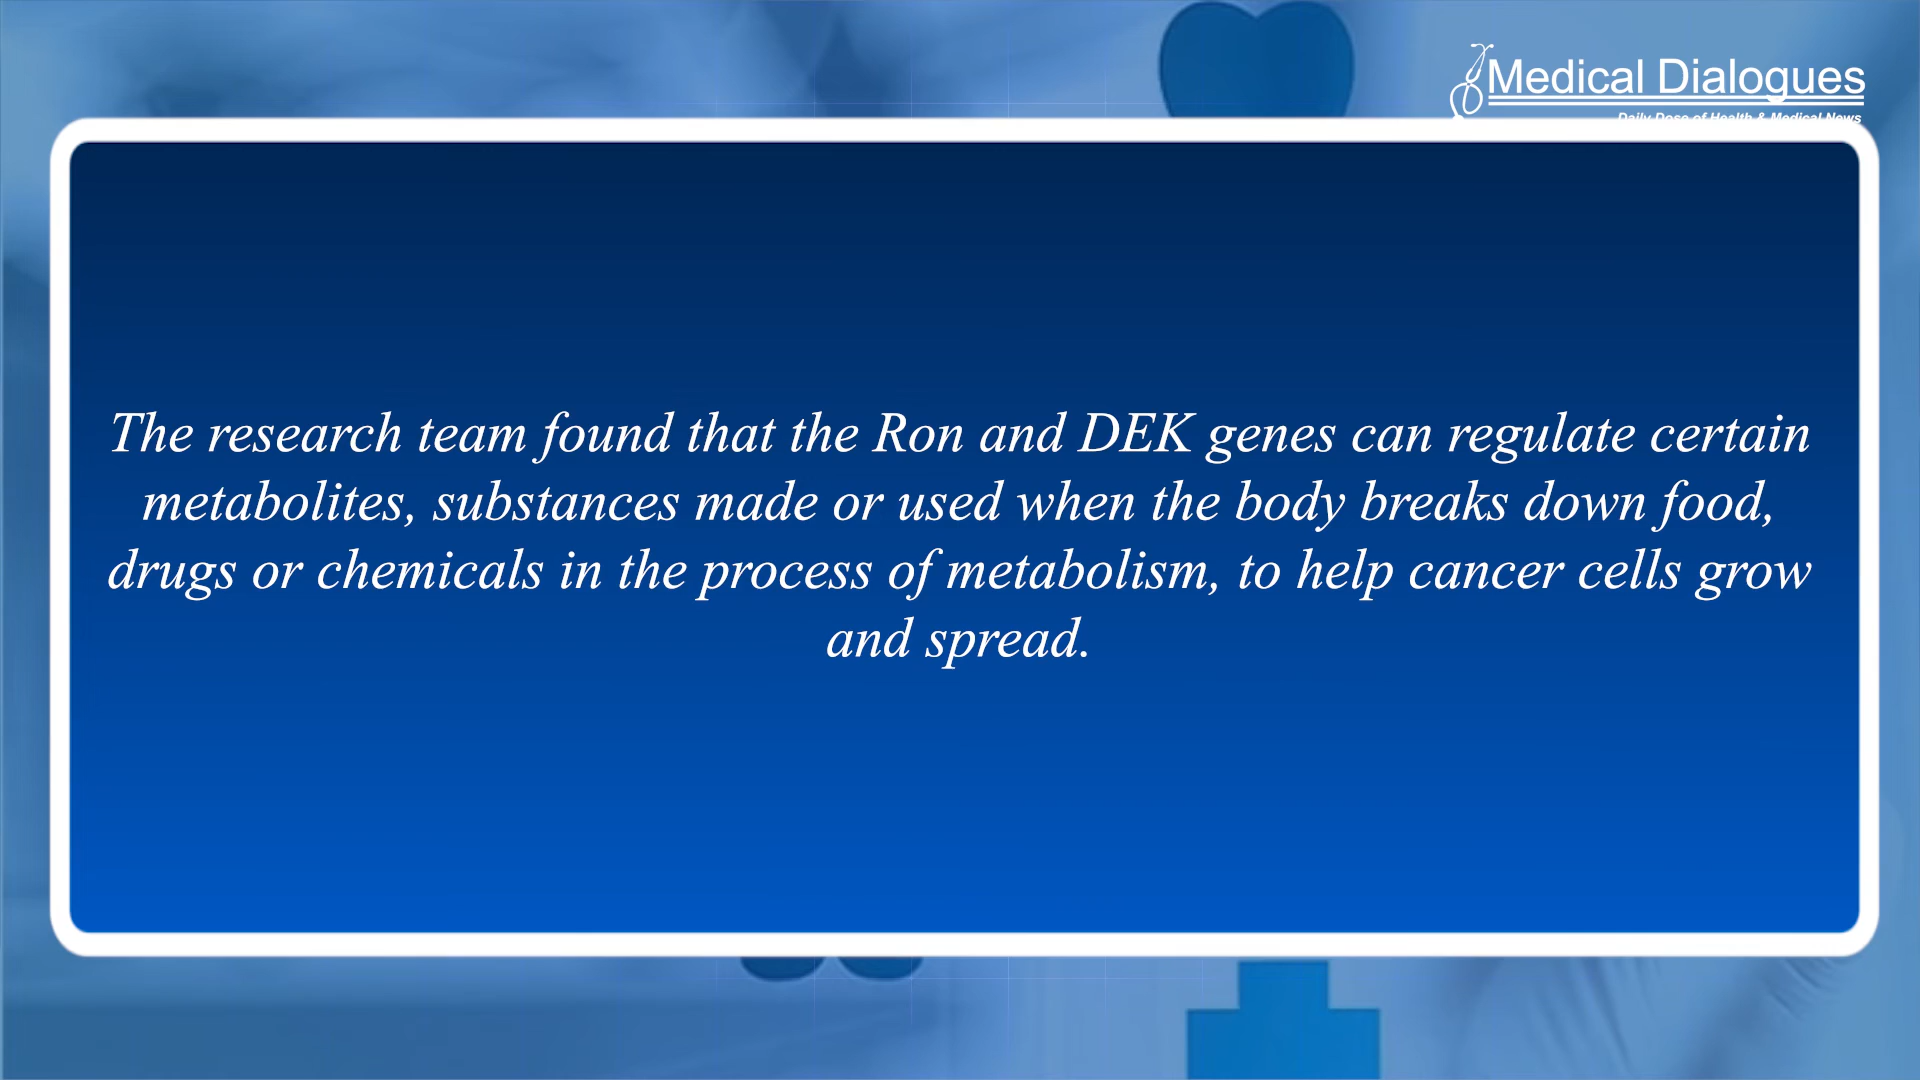 Medical Dialogues
Daily Dose of Health & Medical News
The research team found that the Ron and DEK genes can regulate certain
metabolites, substances made or used when the body breaks down food,
drugs or chemicals in the process of metabolism, to help cancer cells grow
and spread.